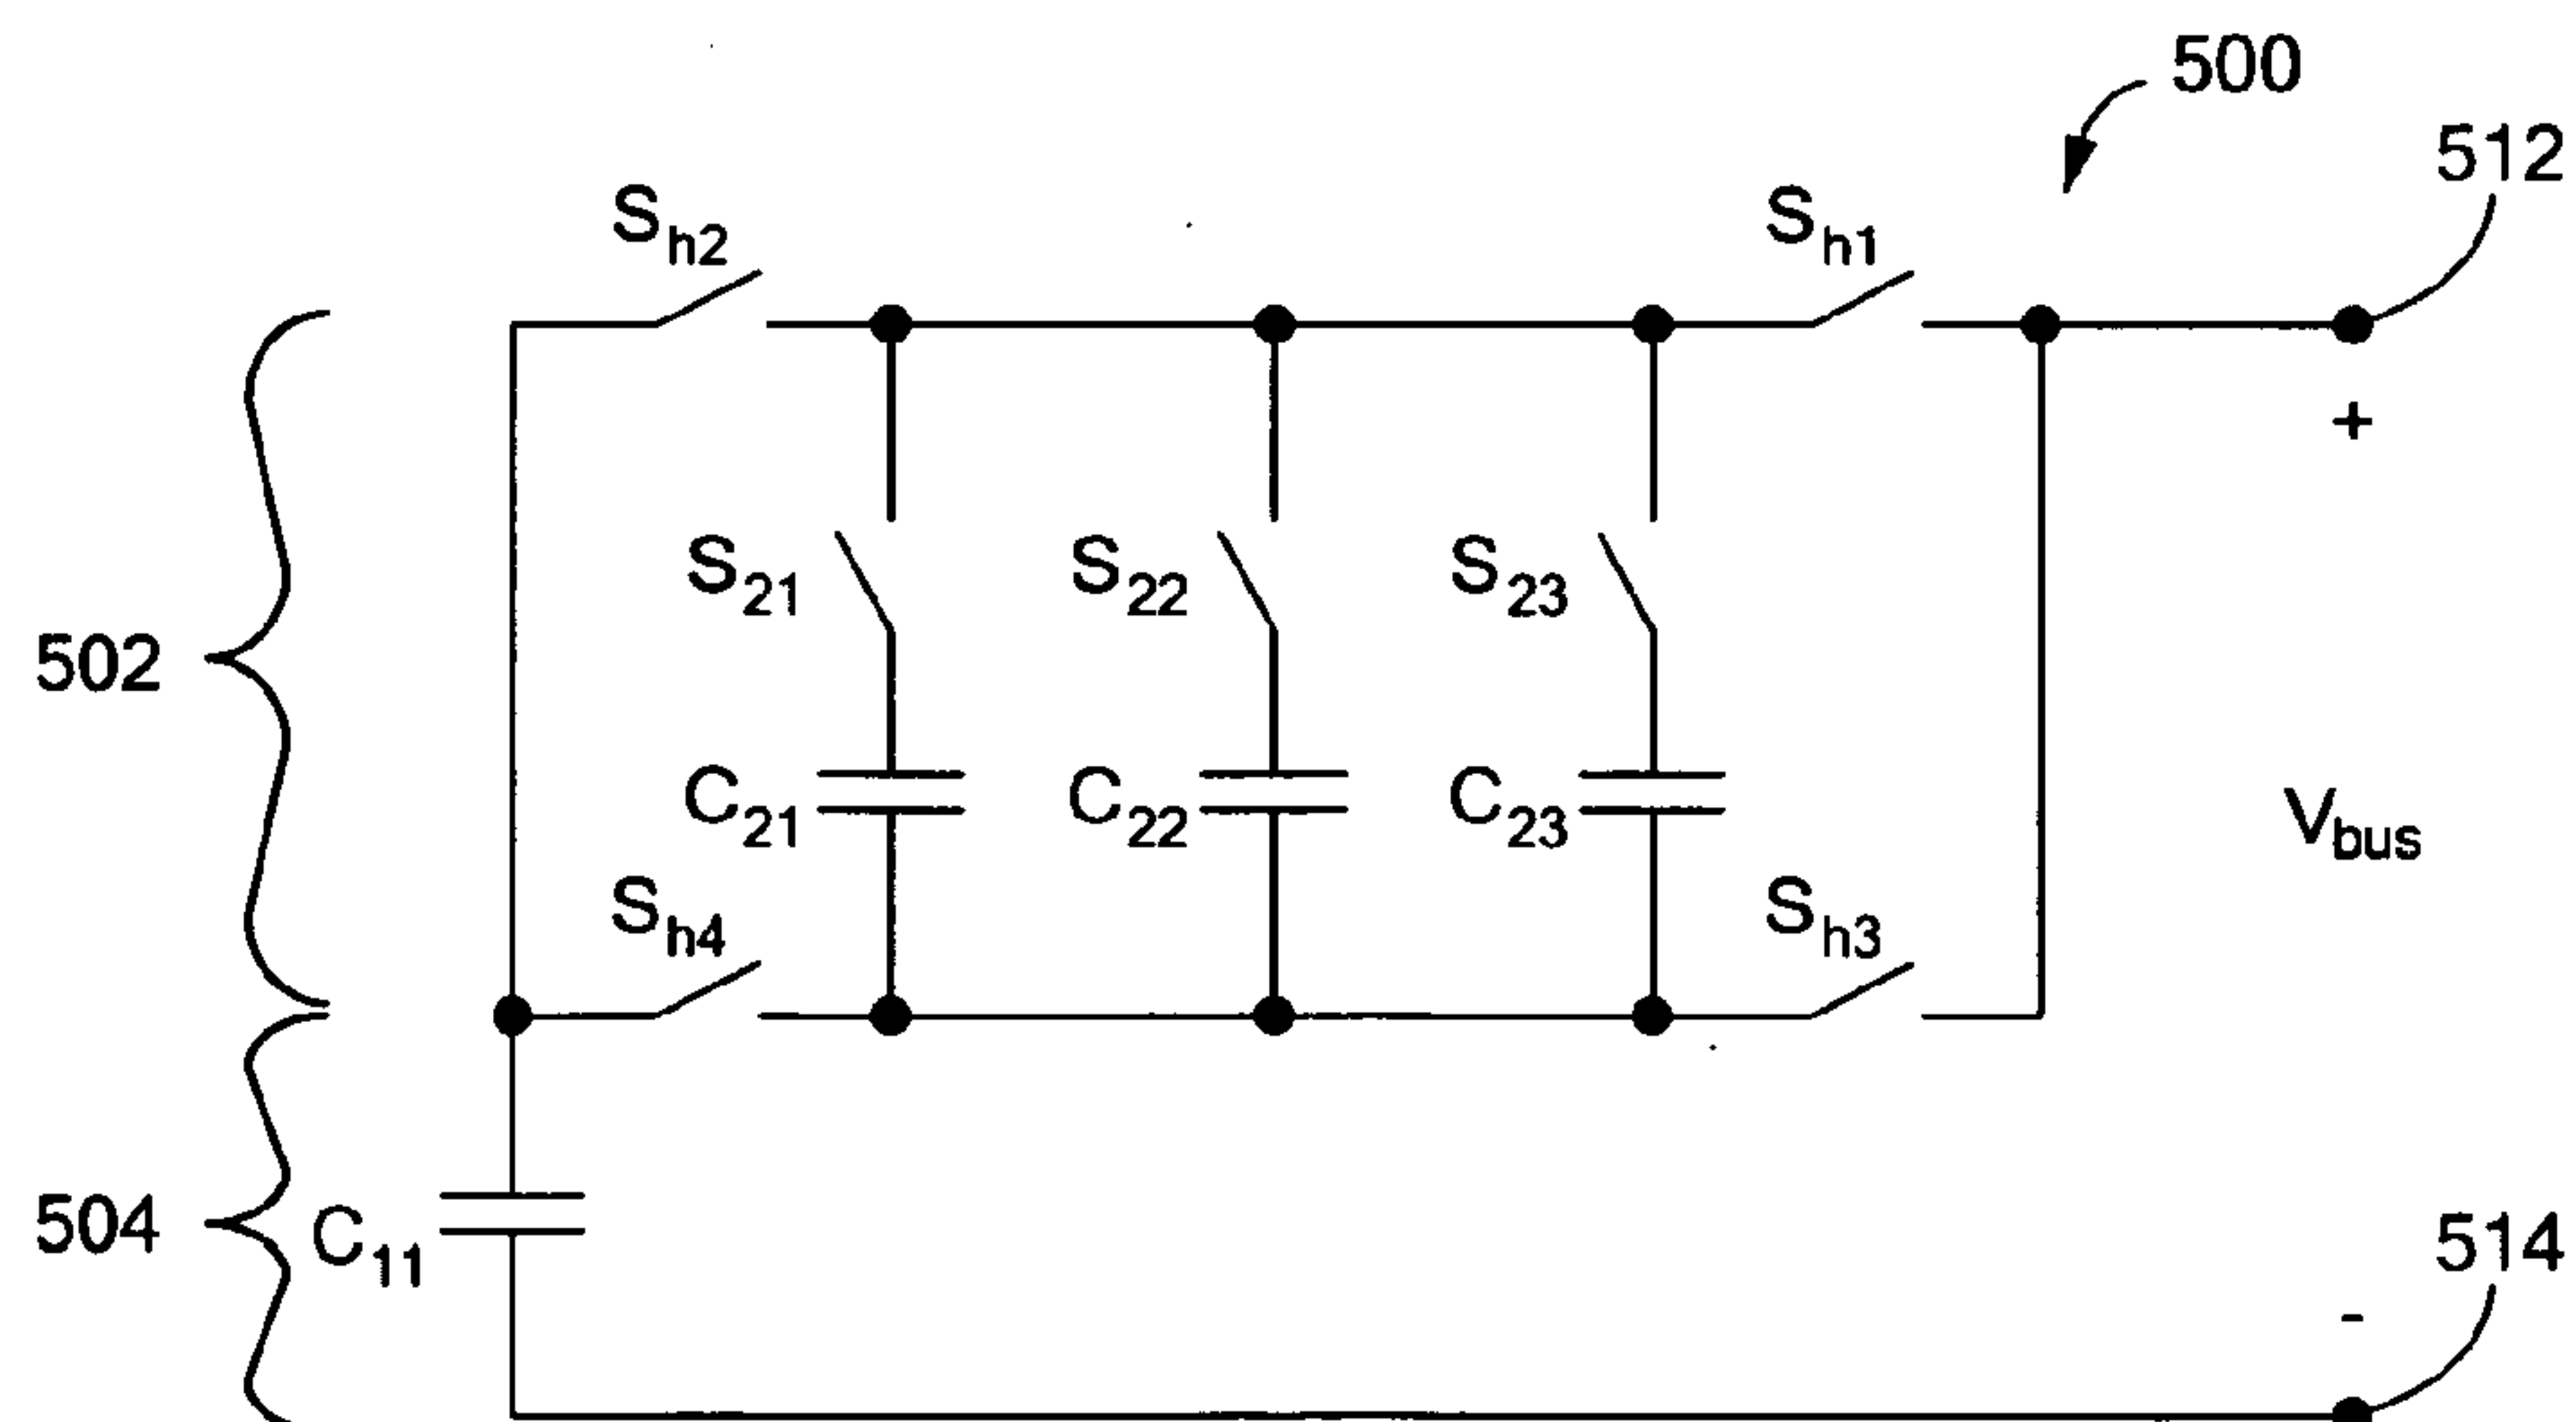 500
512
S_h2
S_h1
+
S_21
S_22
S_23
502
C_21
C_22
C_23
V_bus
S_h4
S_h3
504
C_11
514
-